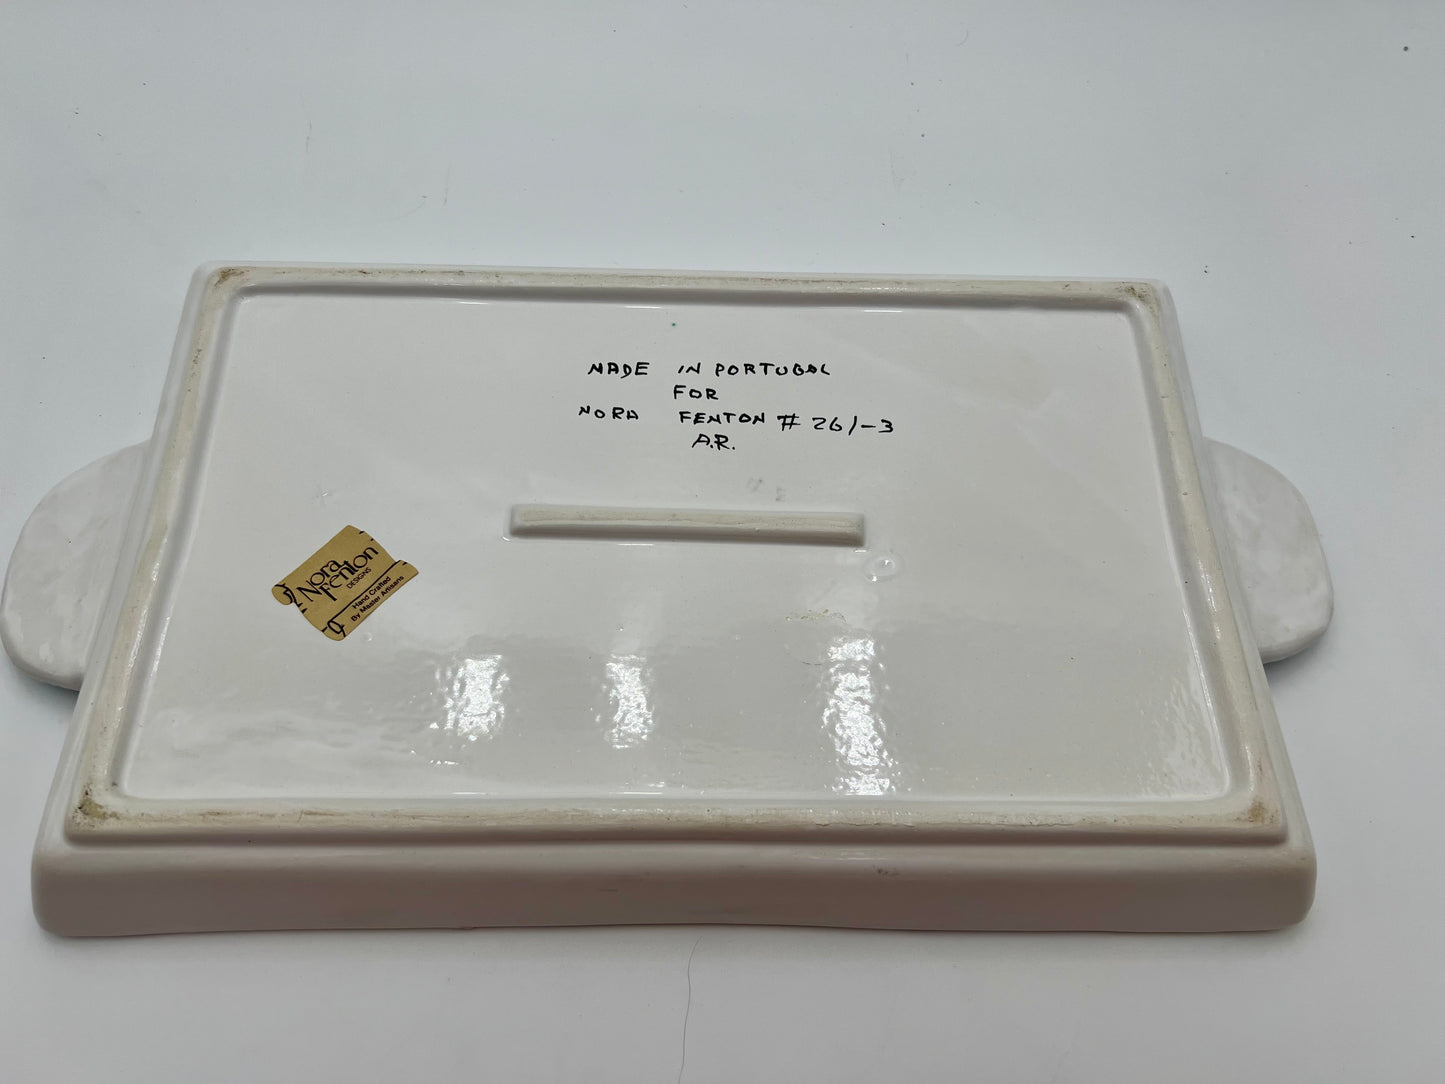 MADE IN PORTUGAL
FOR
NORA FENTON # 261-3
A.R.
Nora
Fenton
DESIGNS
Hand Crafted
By Master Artisans